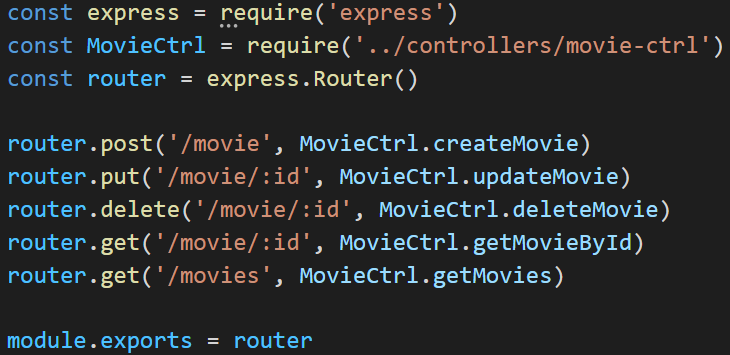 const express = require('express')
const MovieCtrl = require('../controllers/movie-ctrl')
const router = express.Router()

router.post('/movie', MovieCtrl.createMovie)
router.put('/movie/:id', MovieCtrl.updateMovie)
router.delete('/movie/:id', MovieCtrl.deleteMovie)
router.get('/movie/:id', MovieCtrl.getMovieById)
router.get('/movies', MovieCtrl.getMovies)

module.exports = router